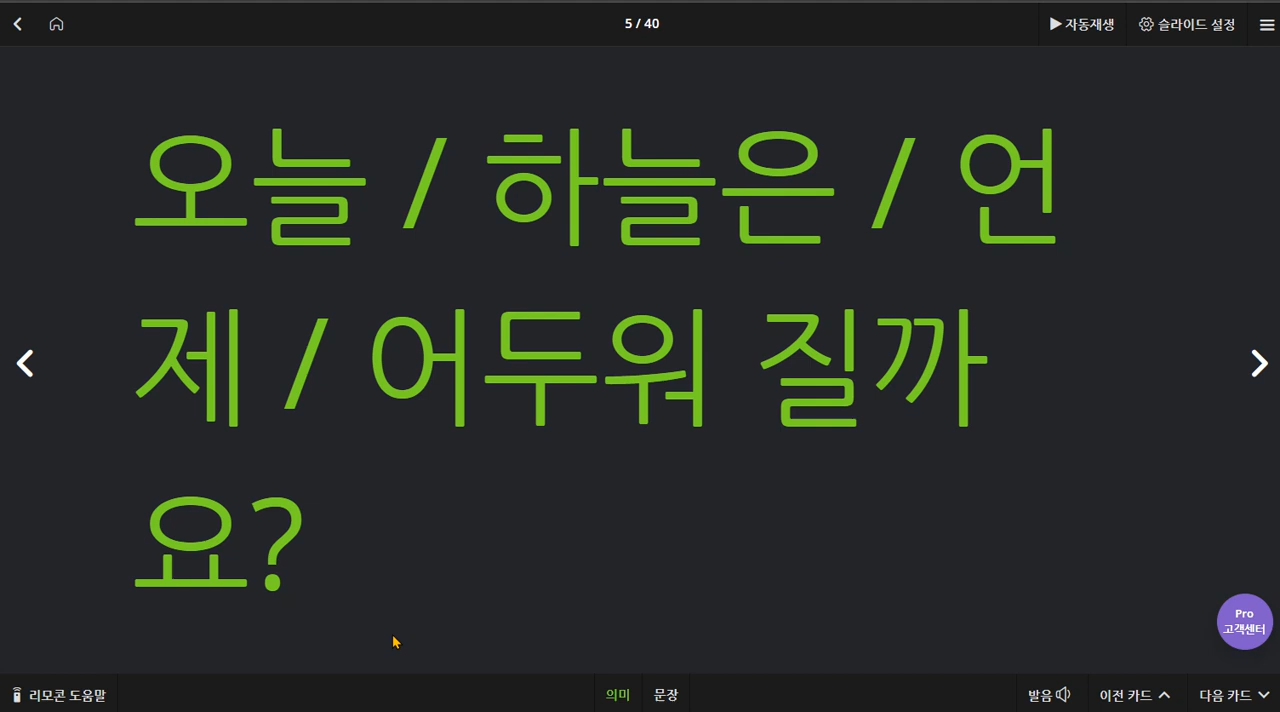 5 / 40
자동재생
슬라이드 설정
오늘 / 하늘은 / 언
제 / 어두워 질까
요?
Pro
고객센터
리모콘 도움말
의미
문장
발음
이전 카드
다음 카드